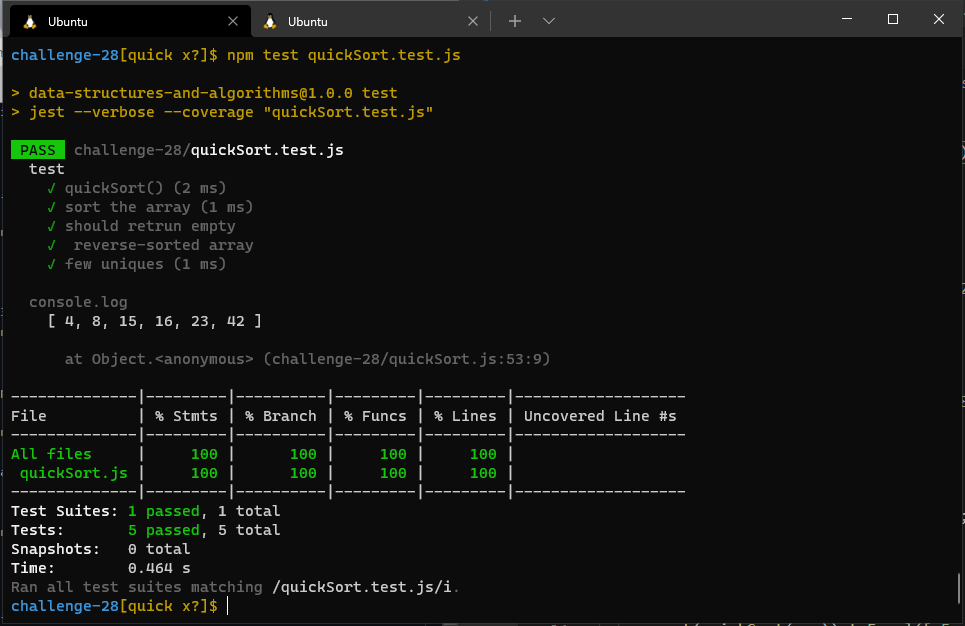 Ubuntu
Ubuntu
challenge-28[quick x?]$ npm test quickSort.test.js
> data-structures-and-algorithms@1.0.0 test
> jest --verbose --coverage "quickSort.test.js"
PASS challenge-28/quickSort.test.js
test
✓ quickSort() (2 ms)
✓ sort the array (1 ms)
✓ should retrun empty
✓  reverse-sorted array
✓ few uniques (1 ms)
console.log
[ 4, 8, 15, 16, 23, 42 ]
at Object.<anonymous> (challenge-28/quickSort.js:53:9)
--------------|---------|----------|---------|---------|-------------------
File          | % Stmts | % Branch | % Funcs | % Lines | Uncovered Line #s
--------------|---------|----------|---------|---------|-------------------
All files     |     100 |      100 |     100 |     100 |
 quickSort.js |     100 |      100 |     100 |     100 |
--------------|---------|----------|---------|---------|-------------------
Test Suites: 1 passed, 1 total
Tests:       5 passed, 5 total
Snapshots:   0 total
Time:        0.464 s
Ran all test suites matching /quickSort.test.js/i.
challenge-28[quick x?]$